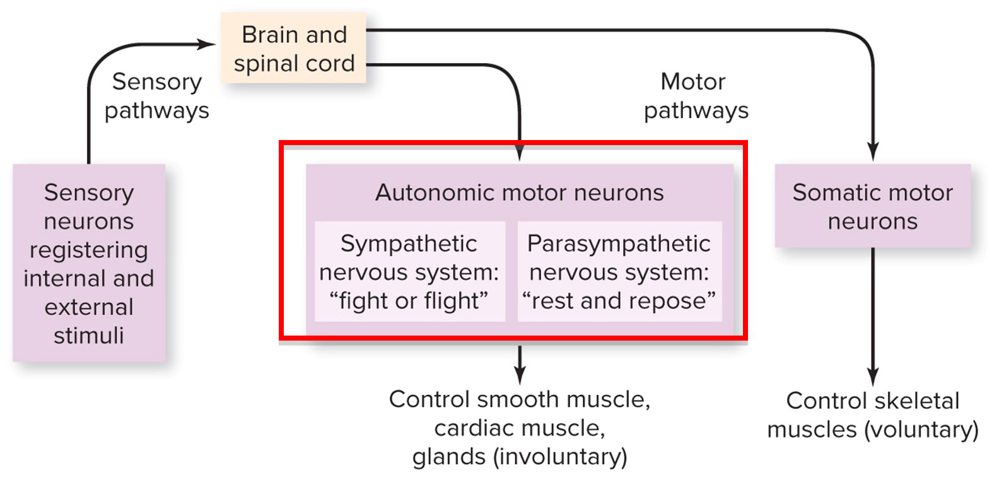 Brain and
spinal cord
Sensory
pathways
Motor
pathways
Sensory
neurons
registering
internal and
external
stimuli
Autonomic motor neurons
Sympathetic
nervous system:
“fight or flight”
Parasympathetic
nervous system:
“rest and repose”
Somatic motor
neurons
Control smooth muscle,
cardiac muscle,
glands (involuntary)
Control skeletal
muscles (voluntary)